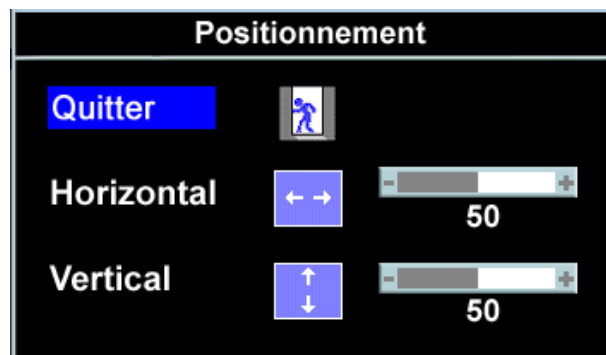 Positionnement
Quitter
Horizontal
- +
50
Vertical
- +
50